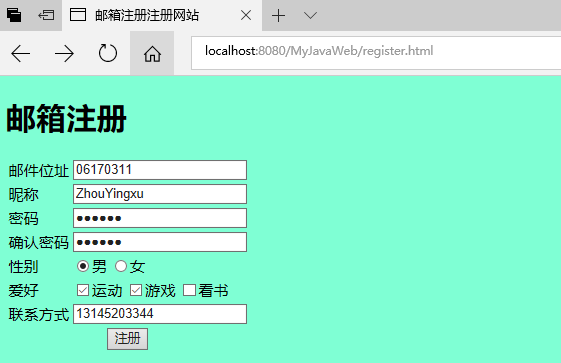 邮箱注册注册网站
localhost:8080/MyJavaWeb/register.html
邮箱注册
邮件位址 06170311
昵称 ZhouYingxu
密码 ●●●●●●
确认密码 ●●●●●●
性别 男 女
爱好 运动 游戏 看书
联系方式 13145203344
注册